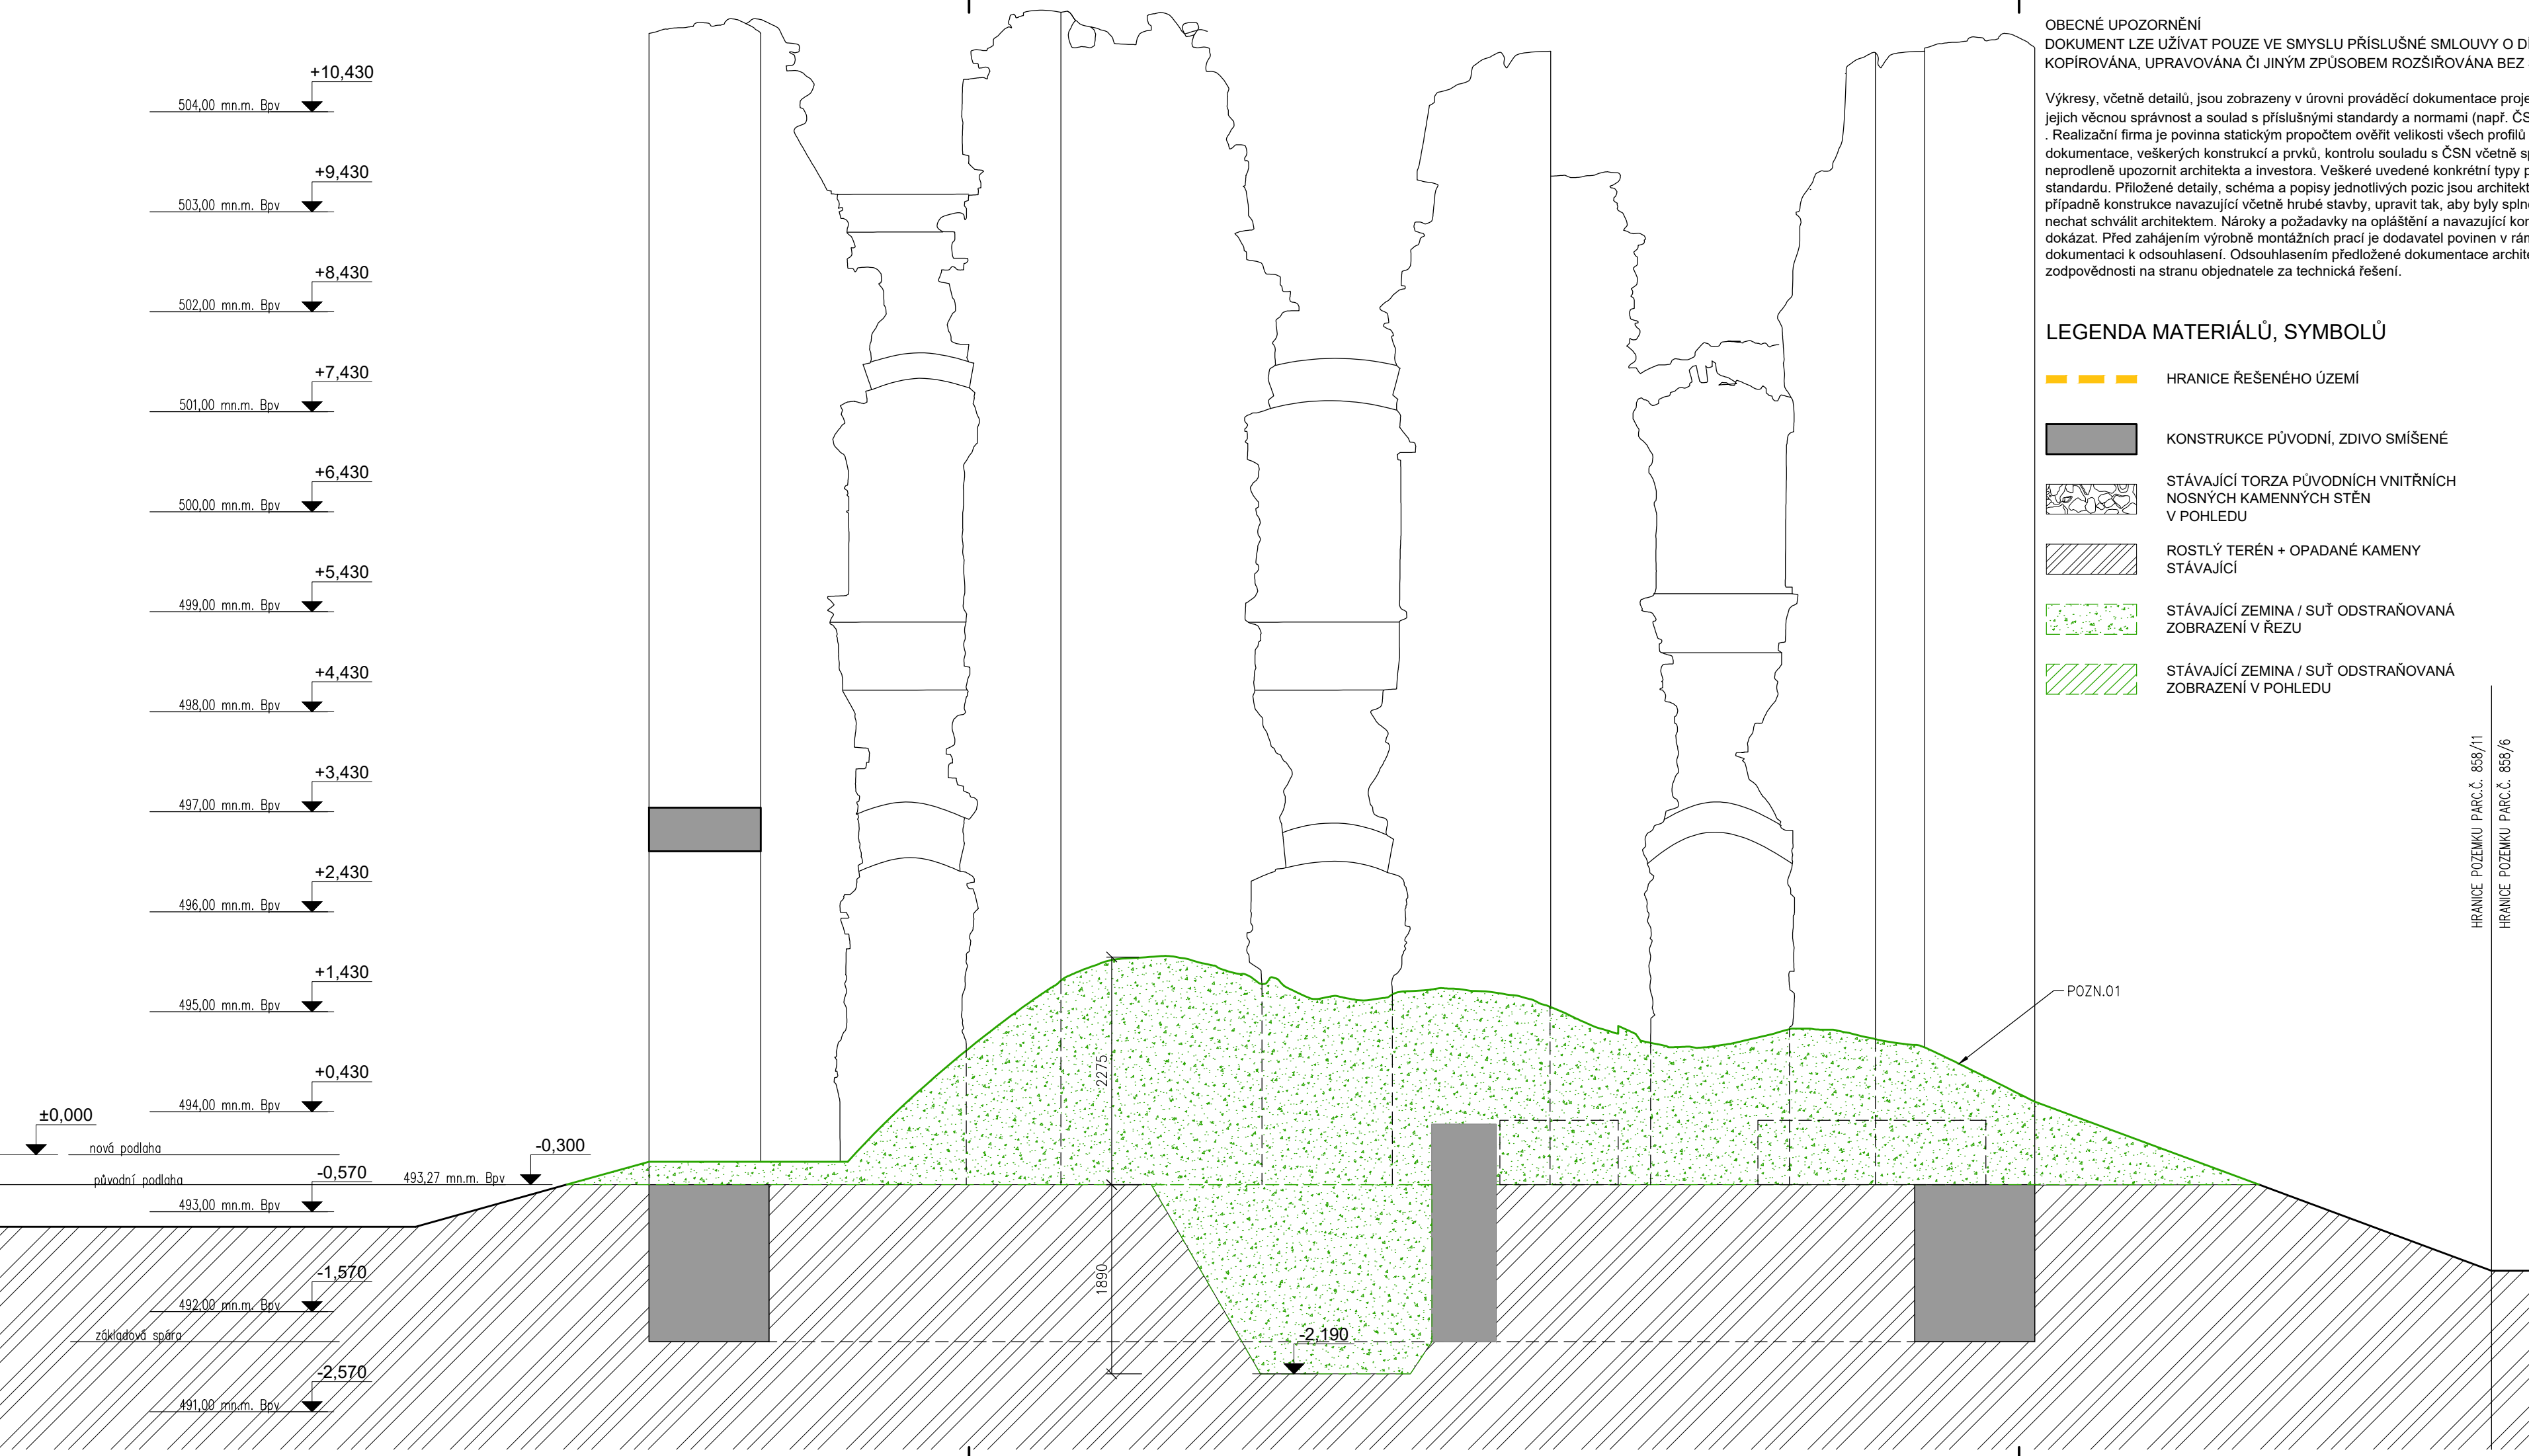 +10,430
504,00 mn.m. Bpv
+9,430
503,00 mn.m. Bpv
+8,430
502,00 mn.m. Bpv
+7,430
501,00 mn.m. Bpv
+6,430
500,00 mn.m. Bpv
+5,430
499,00 mn.m. Bpv
+4,430
498,00 mn.m. Bpv
+3,430
497,00 mn.m. Bpv
+2,430
496,00 mn.m. Bpv
+1,430
495,00 mn.m. Bpv
+0,430
494,00 mn.m. Bpv
±0,000
nová podlaha
-0,300
původní podlaha
-0,570
493,27 mn.m. Bpv
493,00 mn.m. Bpv
-1,570
492,00 mn.m. Bpv
základová spára
-2,570
491,00 mn.m. Bpv
2275
1890
-2,190
POZN.01
OBECNÉ UPOZORNĚNÍ
DOKUMENT LZE UŽÍVAT POUZE VE SMYSLU PŘÍSLUŠNÉ SMLOUVY O D
KOPÍROVÁNA, UPRAVOVÁNA ČI JINÝM ZPŮSOBEM ROZŠIŘOVÁNA BEZ
Výkresy, včetně detailů, jsou zobrazeny v úrovni prováděcí dokumentace proje
jejich věcnou správnost a soulad s příslušnými standardy a normami (např. ČS
. Realizační firma je povinna statickým propočtem ověřit velikosti všech profilů
dokumentace, veškerých konstrukcí a prvků, kontrolu souladu s ČSN včetně sp
neprodleně upozornit architekta a investora. Veškeré uvedené konkrétní typy p
standardu. Přiložené detaily, schéma a popisy jednotlivých pozic jsou architekt
případně konstrukce navazující včetně hrubé stavby, upravit tak, aby byly splně
nechat schválit architektem. Nároky a požadavky na opláštění a navazující kon
dokázat. Před zahájením výrobně montážních prací je dodavatel povinen v rám
dokumentaci k odsouhlasení. Odsouhlasením předložené dokumentace archite
zodpovědnosti na stranu objednatele za technická řešení.
LEGENDA MATERIÁLŮ, SYMBOLŮ
HRANICE ŘEŠENÉHO ÚZEMÍ
KONSTRUKCE PŮVODNÍ, ZDIVO SMÍŠENÉ
STÁVAJÍCÍ TORZA PŮVODNÍCH VNITŘNÍCH
NOSNÝCH KAMENNÝCH STĚN
V POHLEDU
ROSTLÝ TERÉN + OPADANÉ KAMENY
STÁVAJÍCÍ
STÁVAJÍCÍ ZEMINA / SUŤ ODSTRAŇOVANÁ
ZOBRAZENÍ V ŘEZU
STÁVAJÍCÍ ZEMINA / SUŤ ODSTRAŇOVANÁ
ZOBRAZENÍ V POHLEDU
HRANICE POZEMKU PARC.Č. 858/11
HRANICE POZEMKU PARC.Č. 858/6